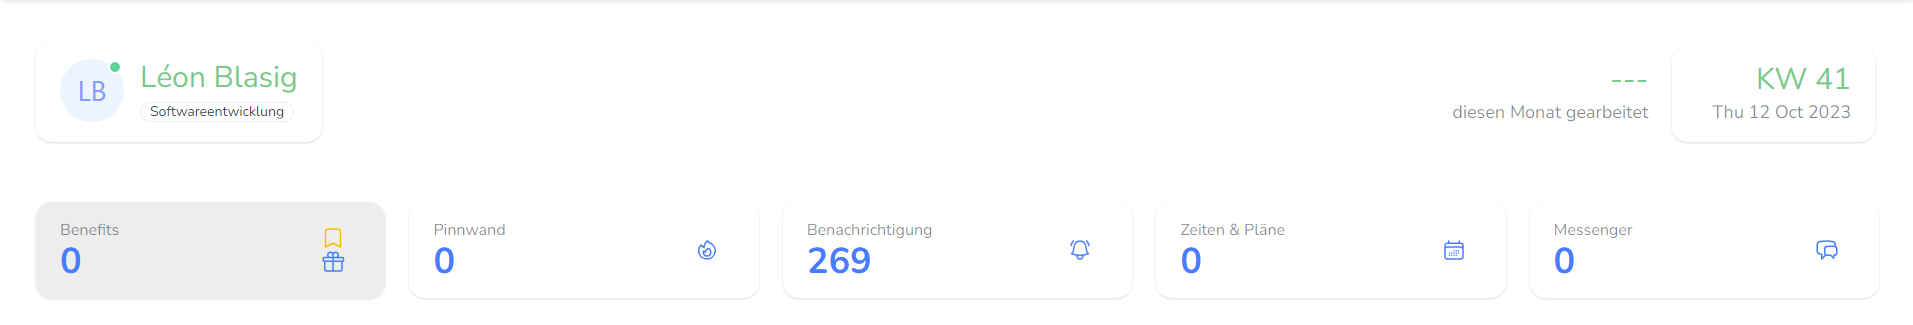 LB
Léon Blasig
Softwareentwicklung
---
diesen Monat gearbeitet
KW 41
Thu 12 Oct 2023
Benefits
0
Pinnwand
0
Benachrichtigung
269
Zeiten & Pläne
0
Messenger
0